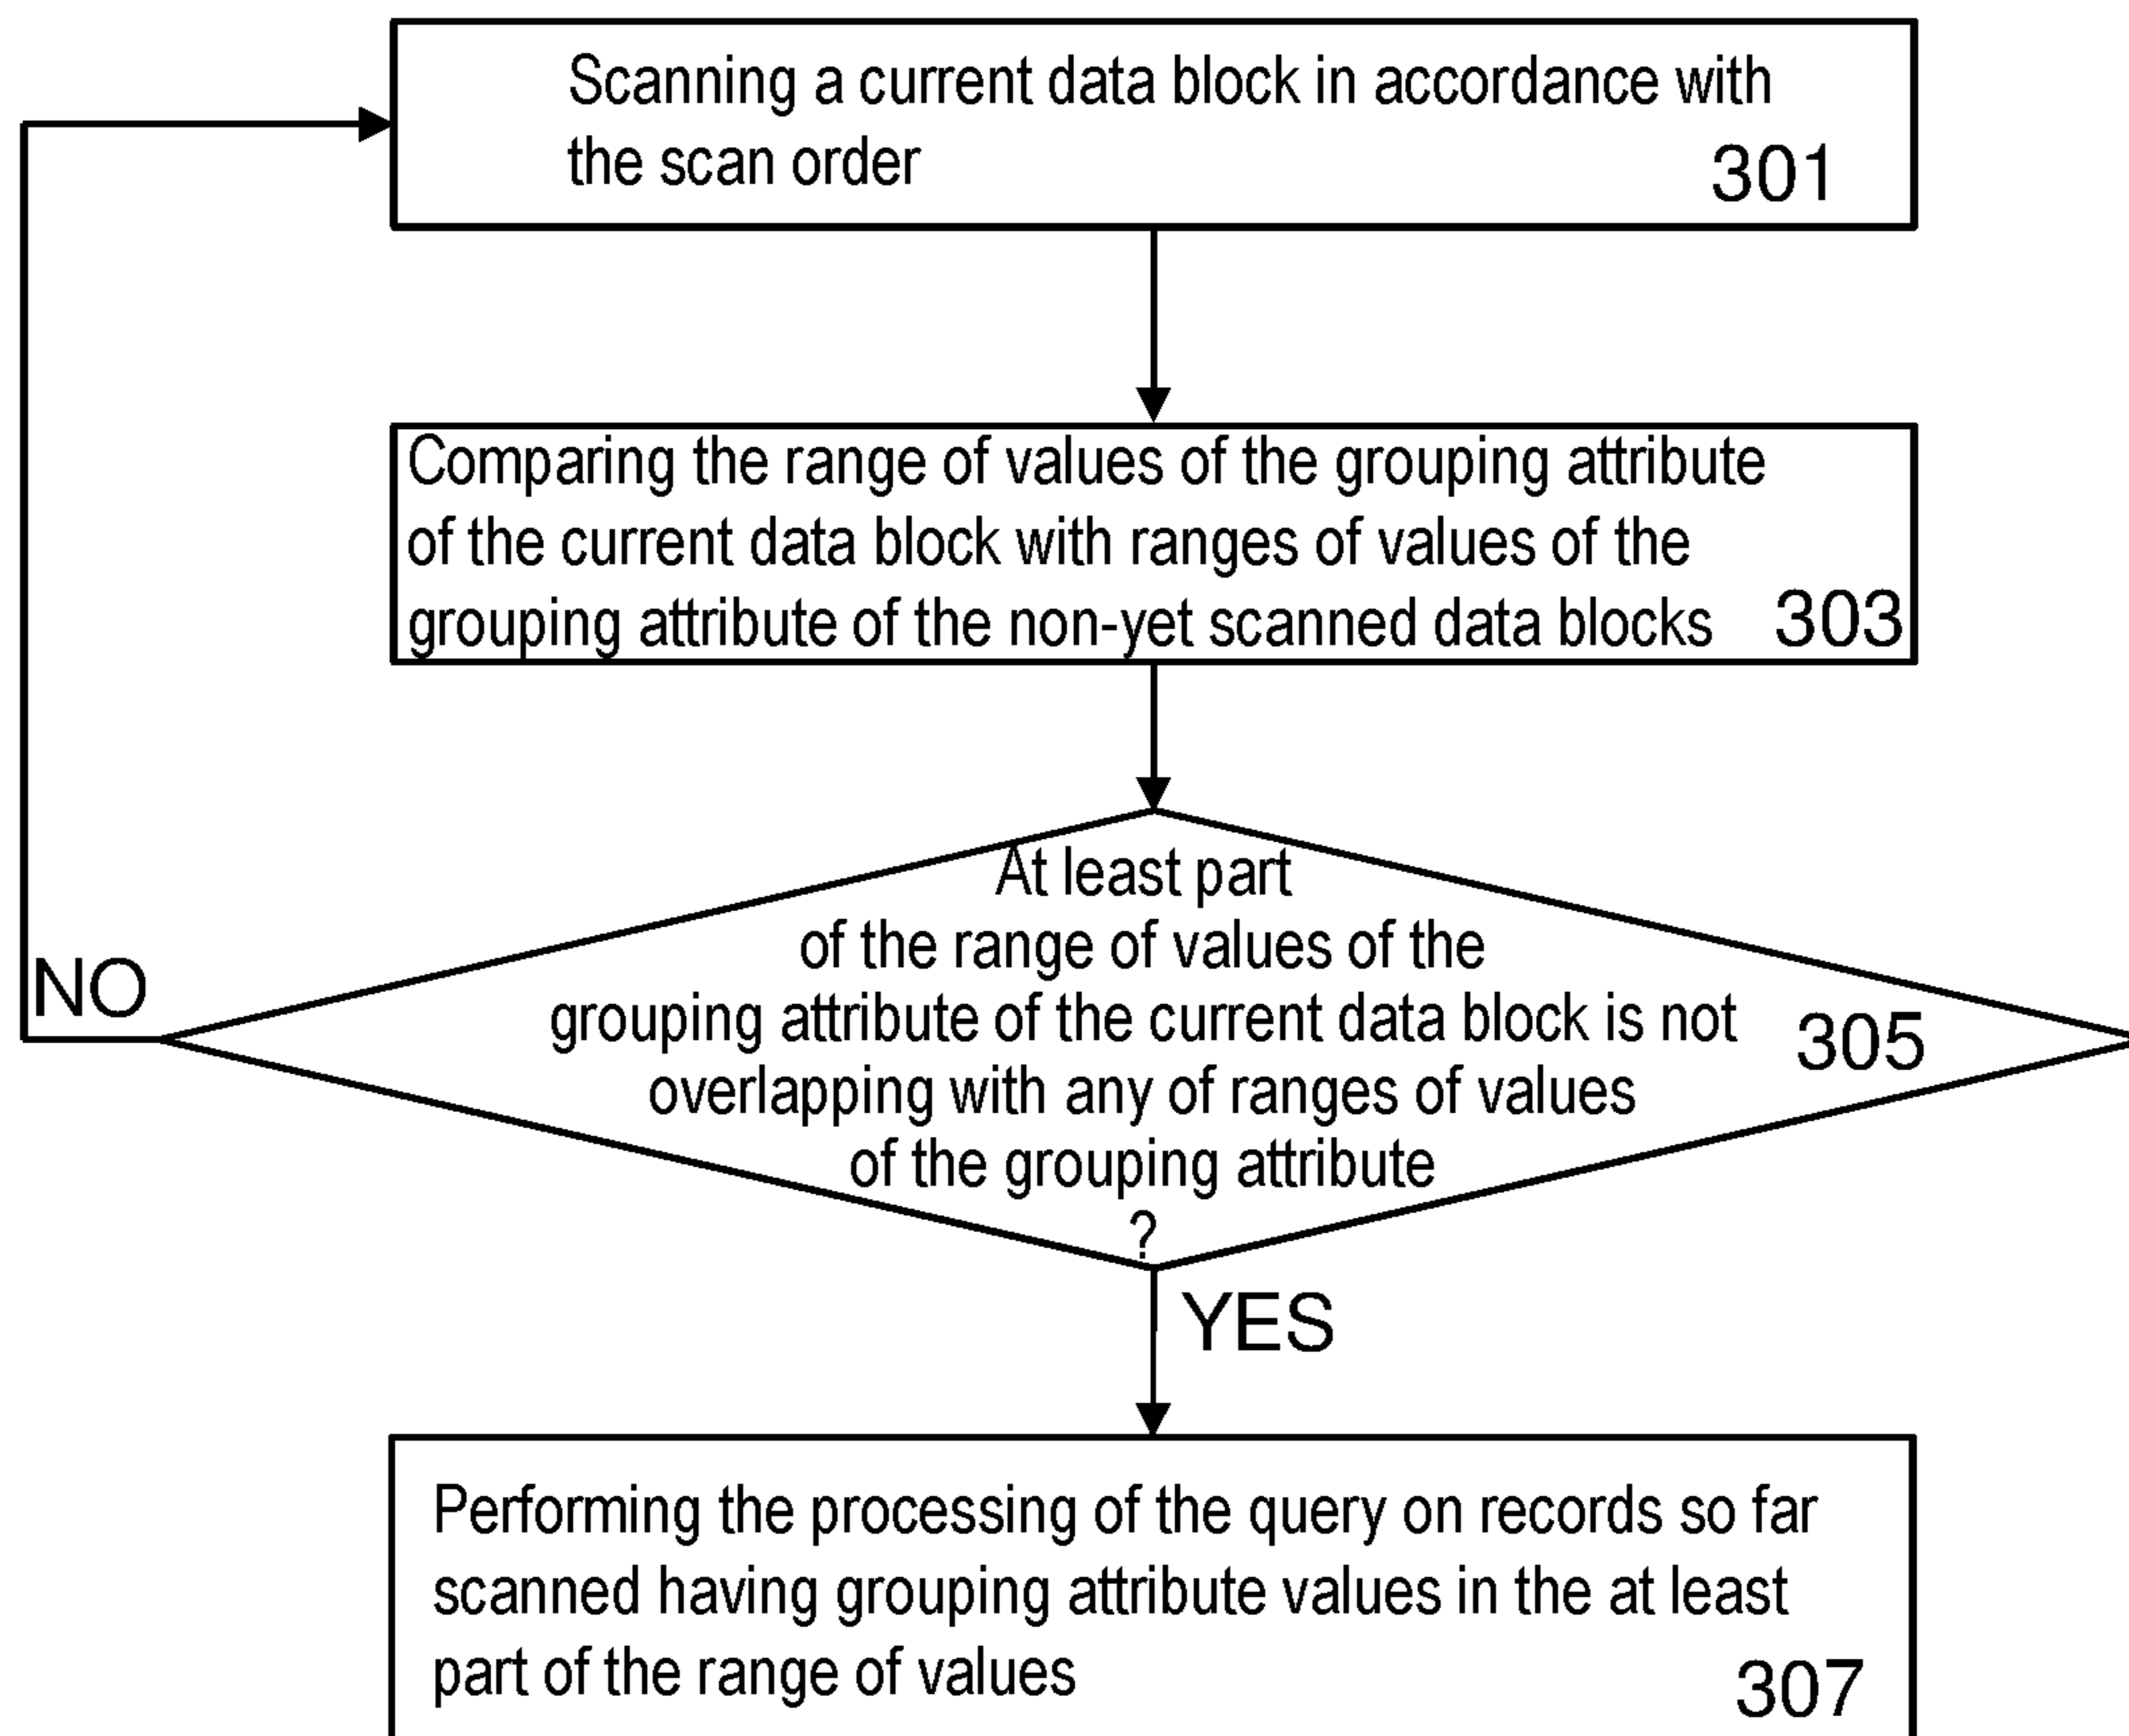 Scanning a current data block in accordance with
the scan order
301
Comparing the range of values of the grouping attribute
of the current data block with ranges of values of the
grouping attribute of the non-yet scanned data blocks 303
At least part
of the range of values of the
grouping attribute of the current data block is not
305
overlapping with any of ranges of values
of the grouping attribute
?
NO
YES
Performing the processing of the query on records so far
scanned having grouping attribute values in the at least
part of the range of values
307